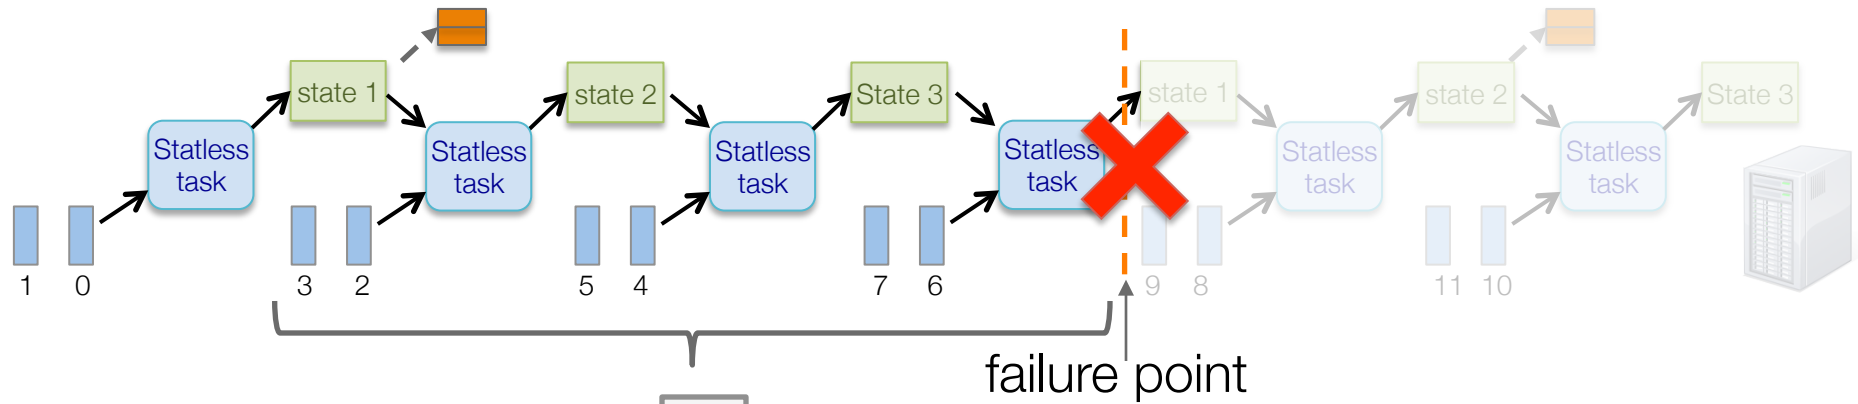 state 1
state 2
State 3
state 1
state 2
State 3
Statless
task
Statless
task
Statless
task
Statless
task
Statless
task
Statless
task
1 0 3 2 5 4 7 6 9 8 11 10
failure point